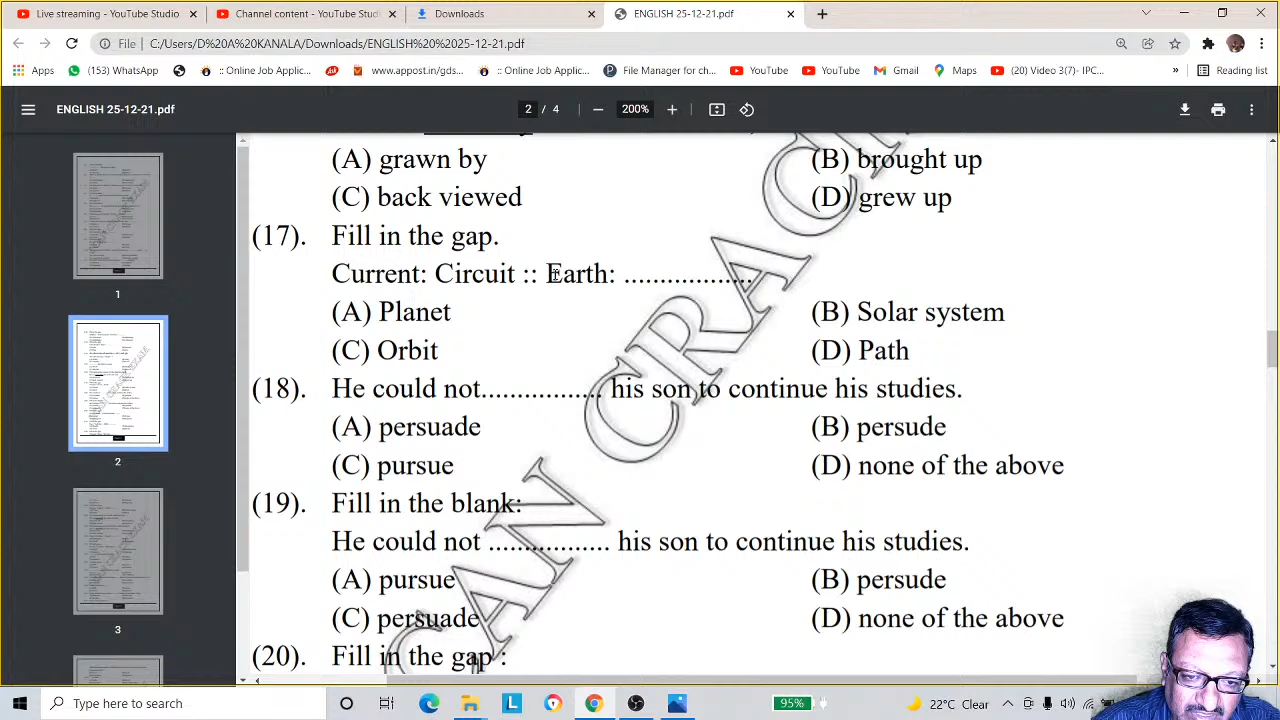 Live streaming - YouTube Studio
Channel content - YouTube Studio
Downloads
ENGLISH 25-12-21.pdf
File | C:/Users/D%20A%20KANALA/Downloads/ENGLISH%20%2025-12-21.pdf
Apps
(153) WhatsApp
:: Online Job Applic...
www.appost.in/gds...
:: Online Job Applic...
File Manager for ch...
YouTube
YouTube
Gmail
Maps
(20) Video 3(7)- IPC...
»
Reading list
ENGLISH 25-12-21.pdf
2 / 4
200%
(A) grawn by (B) brought up
(C) back viewed (D) grew up
(17). Fill in the gap.
Current: Circuit :: Earth: ..................
(A) Planet (B) Solar system
(C) Orbit (D) Path
(18). He could not................. his son to continue his studies.
(A) persuade (B) persude
(C) pursue (D) none of the above
(19). Fill in the blank:
He could not ................. his son to continue his studies.
(A) pursue (B) persude
(C) persuade (D) none of the above
(20). Fill in the gap :
CAN CRAC
1
2
3
Type here to search
L
95%
22°C Clear